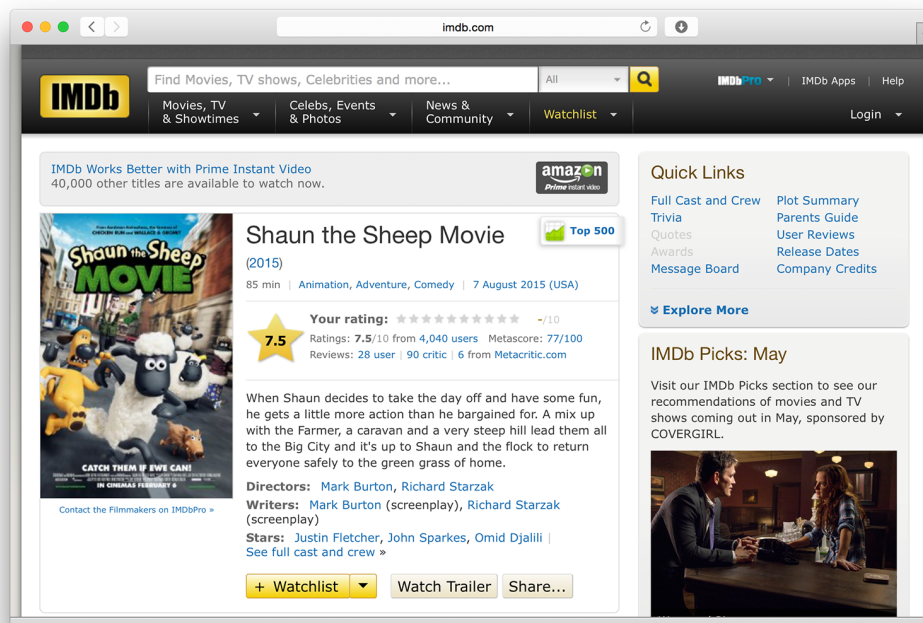 imdb.com
IMDb
Find Movies, TV shows, Celebrities and more...
All
IMDbPro
IMDb Apps
Help
Movies, TV
& Showtimes
Celebs, Events
& Photos
News &
Community
Watchlist
Login
IMDb Works Better with Prime Instant Video
40,000 other titles are available to watch now.
amazon
Prime instant video
CHICKEN RUN AND WALLACE & GROMIT
Shaun the Sheep
MOVIE
CATCH THEM IF EWE CAN!
IN CINEMAS FEBRUARY 6
Contact the Filmmakers on IMDbPro »
Shaun the Sheep Movie
Top 500
(2015)
85 min | Animation, Adventure, Comedy | 7 August 2015 (USA)
7.5
Your rating: -/10
Ratings: 7.5/10 from 4,040 users Metascore: 77/100
Reviews: 28 user | 90 critic | 6 from Metacritic.com
When Shaun decides to take the day off and have some fun,
he gets a little more action than he bargained for. A mix up
with the Farmer, a caravan and a very steep hill lead them all
to the Big City and it's up to Shaun and the flock to return
everyone safely to the green grass of home.
Directors: Mark Burton, Richard Starzak
Writers: Mark Burton (screenplay), Richard Starzak
(screenplay)
Stars: Justin Fletcher, John Sparkes, Omid Djalili |
See full cast and crew »
+ Watchlist
Watch Trailer
Share...
Quick Links
Full Cast and Crew
Plot Summary
Trivia
Parents Guide
Quotes
User Reviews
Awards
Release Dates
Message Board
Company Credits
Explore More
IMDb Picks: May
Visit our IMDb Picks section to see our
recommendations of movies and TV
shows coming out in May, sponsored by
COVERGIRL.